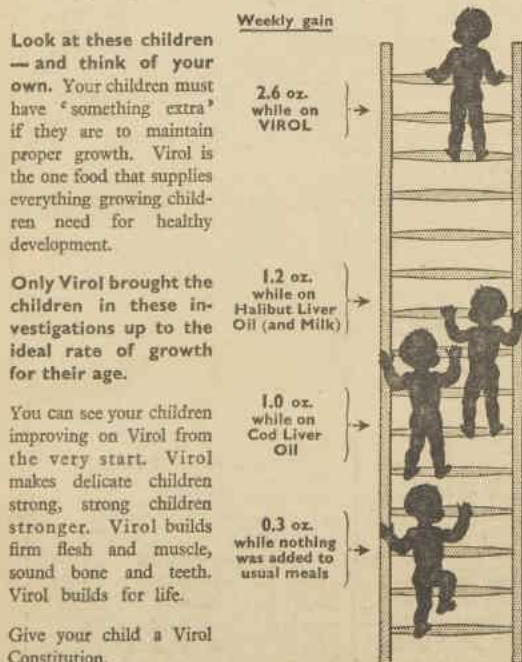 Look at these children
— and think of your
own. Your children must
have ‘something extra’
if they are to maintain
proper growth. Virol is
the one food that supplies
everything growing child-
ren need for healthy
development.
Only Virol brought the
children in these in-
vestigations up to the
ideal rate of growth
for their age.
You can see your children
improving on Virol from
the very start. Virol
makes delicate children
strong, strong children
stronger. Virol builds
firm flesh and muscle,
sound bone and teeth.
Virol builds for life.
Give your child a Virol
Constitution.
Weekly gain
2.6 oz.
while on
VIROL
1.2 oz.
while on
Halibut Liver
Oil (and Milk)
1.0 oz.
while on
Cod Liver
Oil
0.3 oz.
while nothing
was added to
usual meals